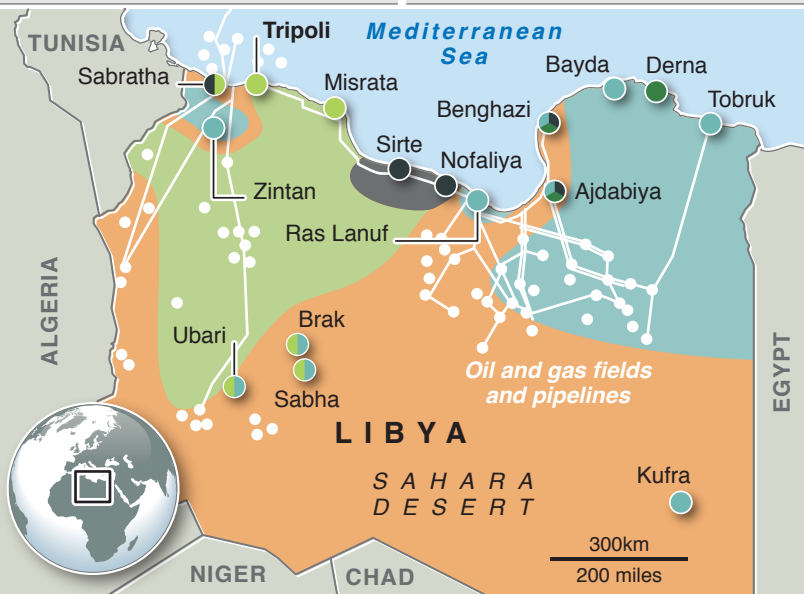 TUNISIA
Tripoli
Mediterranean
Sea
Sabratha
Misrata
Bayda
Derna
Benghazi
Tobruk
Sirte
Nofaliya
Zintan
Ajdabiya
Ras Lanuf
ALGERIA
Ubari
Brak
Sabha
Oil and gas fields
and pipelines
EGYPT
LIBYA
SAHARA
DESERT
Kufra
300km
200 miles
NIGER
CHAD